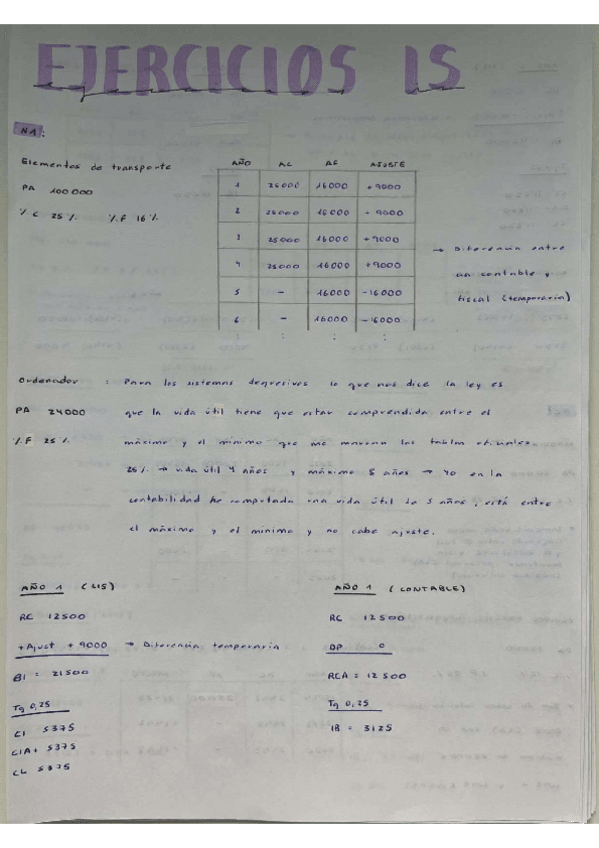 EJERCICIOS IS
N1:
Elementos de transporte
PA 100 000
% C 25 % % F 16 %
AÑO AC AF AJUSTE
1 25000 16000 +9000
2 25000 16000 +9000
3 25000 16000 +9000
4 25000 16000 +9000
5 - 16000 -16000
6 - 16000 -16000
: : :
→ Diferencia entre
un contable y
fiscal (temporaria)
Ordenador : Para los sistemas degresivos lo que nos dice la ley es
PA 24000 que la vida útil tiene que estar comprendida entre el
% F 25 % máximo y el mínimo que me marcan las tablas oficiales.
25 % → vida útil 4 años y máximo 8 años → yo en la
contabilidad he computado una vida útil de 5 años, está entre
el máximo y el mínimo y no cabe ajuste.
AÑO 1 (LIS)
RC 12500
+Ajust + 9000 → Diferencia temporaria
BI = 21500
Tg 0,25
CI 5375
CIA+ 5375
CL 5375
AÑO 1 (CONTABLE)
RC 12500
DP 0
RCA = 12 500
Tg 0,25
IB = 3125